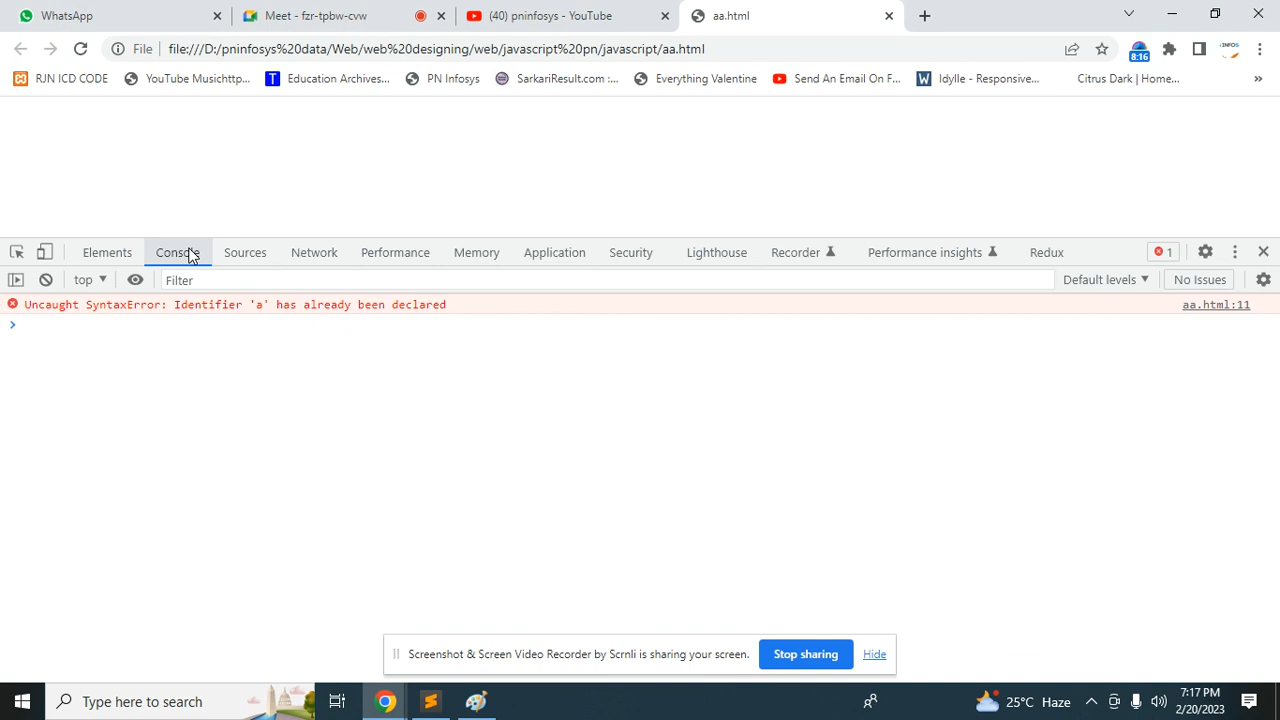 WhatsApp
Meet - fzr-tpbw-cvw
(40) pninfosys - YouTube
aa.html
File
file:///D:/pninfosys%20data/Web/web%20designing/web/javascript%20pn/javascript/aa.html
8:16
INFOS
RJN ICD CODE
YouTube Musichttp...
Education Archives...
PN Infosys
SarkariResult.com :...
Everything Valentine
Send An Email On F...
Idylle - Responsive...
Citrus Dark | Home...
»
Elements
Console
Sources
Network
Performance
Memory
Application
Security
Lighthouse
Recorder
Performance insights
Redux
1
top
Filter
Default levels
No Issues
Uncaught SyntaxError: Identifier 'a' has already been declared
aa.html:11
Screenshot & Screen Video Recorder by Scrnli is sharing your screen.
Stop sharing
Hide
Type here to search
25°C Haze
7:17 PM
2/20/2023